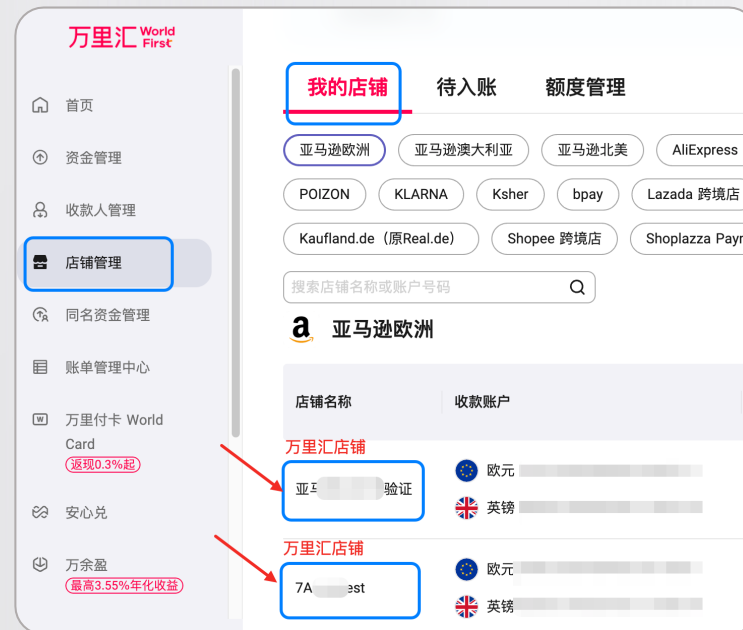 万里汇 World First
首页
资金管理
收款人管理
店铺管理
同名资金管理
账单管理中心
万里付卡 World
Card
返现0.3%起
安心兑
万余盈
最高3.55%年化收益
我的店铺 待入账 额度管理
亚马逊欧洲 亚马逊澳大利亚 亚马逊北美 AliExpress
POIZON KLARNA Ksher bpay Lazada 跨境店
Kaufland.de（原Real.de） Shopee 跨境店 Shoplazza Payr
搜索店铺名称或账户号码
a 亚马逊欧洲
店铺名称 收款账户
万里汇店铺
亚 验证
欧元
英镑
万里汇店铺
7A est
欧元
英镑